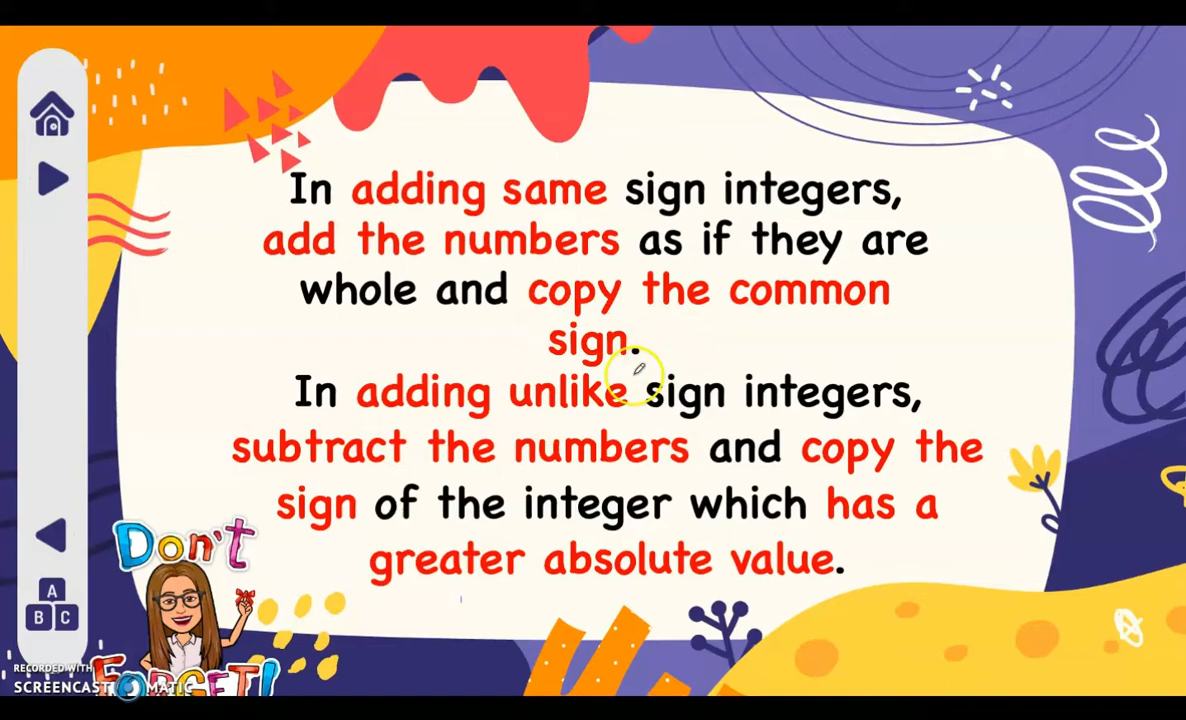 In adding same sign integers,
add the numbers as if they are
whole and copy the common
sign.
In adding unlike sign integers,
subtract the numbers and copy the
sign of the integer which has a
greater absolute value.
Don't
FORGET!
A
B C
RECORDED WITH
SCREENCAST MATIC